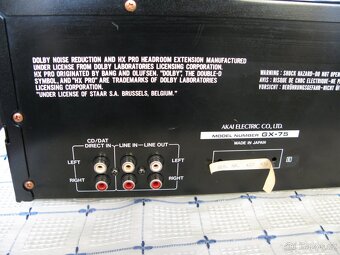 DOLBY NOISE REDUCTION AND HX PRO HEADROOM EXTENSION MANUFACTURED
UNDER LICENSE FROM DOLBY LABORATORIES LICENSING CORPORATION.
HX PRO ORIGINATED BY BANG AND OLUFSEN. "DOLBY", THE DOUBLE-D
SYMBOL, AND "HX PRO" ARE TRADEMARKS OF DOLBY LABORATORIES
LICENSING CORPORATION.
"UNDER LICENSE OF STAAR S.A. BRUSSELS, BELGIUM."
WARNING : SHOCK HAZARD-DO NOT
AVIS : RISQUE DE CHOC ELECTRIQUE-NE
VORSICHT : BERÜHRUNGSGEFAHR!
CD/DAT
DIRECT IN
LINE IN
LINE OUT
LEFT
LEFT
RIGHT
RIGHT
AKAI ELECTRIC CO., LTD.
MODEL NUMBER GX-75
MADE IN JAPAN